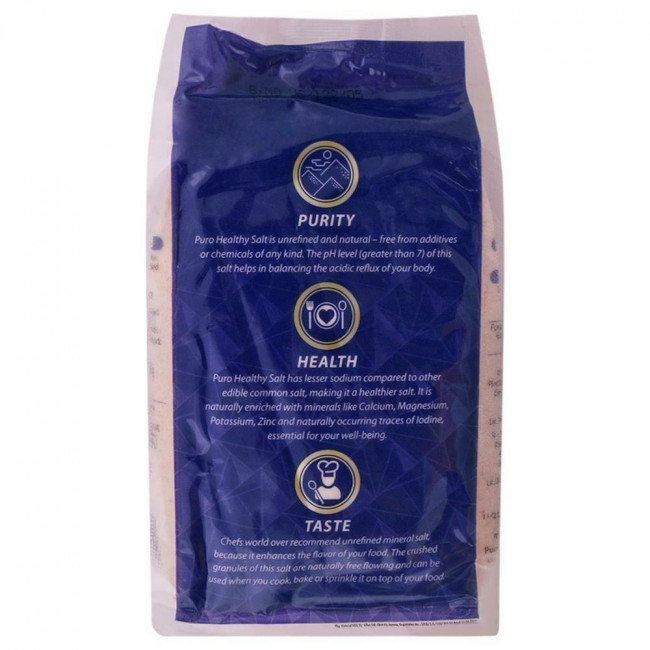 PURITY
Puro Healthy Salt is unrefined and natural – free from additives
or chemicals of any kind. The pH level (greater than 7) of this
salt helps in balancing the acidic reflux of your body.
HEALTH
Puro Healthy Salt has lesser sodium compared to other
edible common salt, making it a healthier salt. It is
naturally enriched with minerals like Calcium, Magnesium,
Potassium, Zinc and naturally occurring traces of Iodine,
essential for your well-being.
TASTE
Chefs world over recommend unrefined mineral salt,
because it enhances the flavor of your food. The crushed
granules of this salt are naturally free flowing and can be
used when you cook, bake or sprinkle it on top of your food